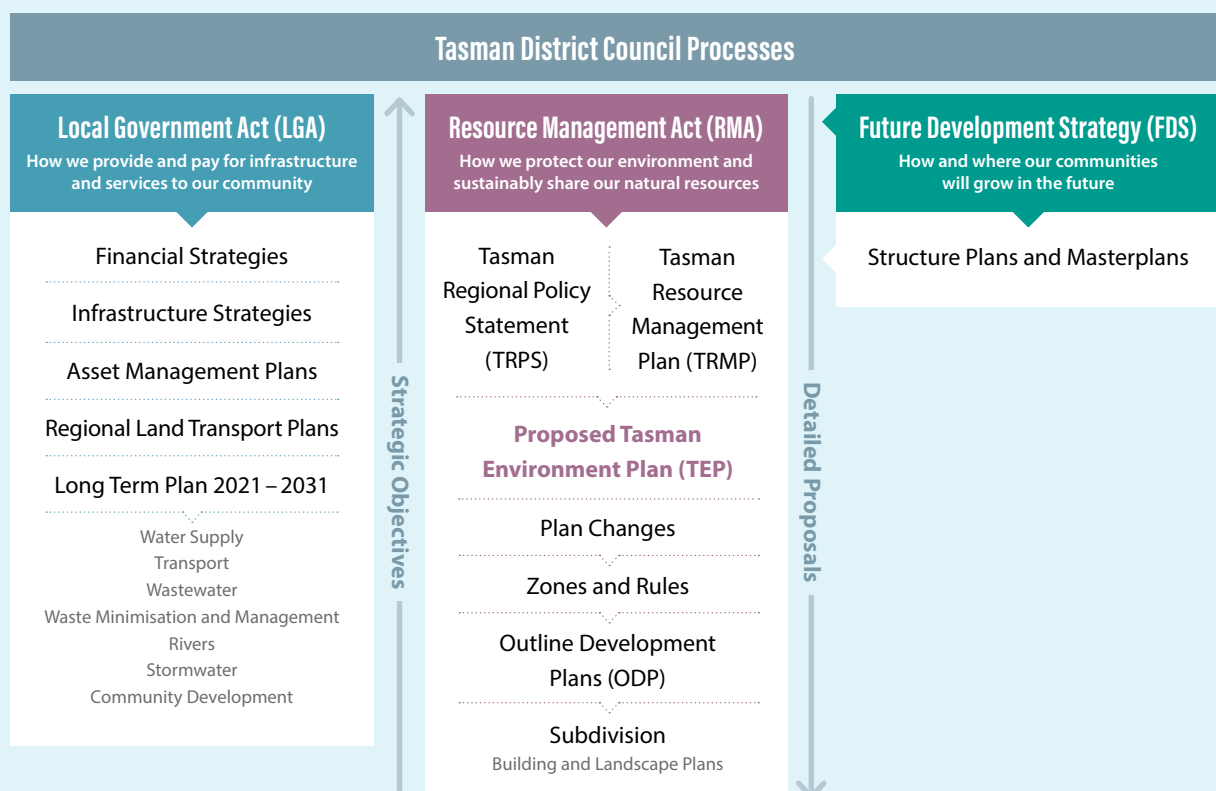 Tasman District Council Processes
Local Government Act (LGA)
How we provide and pay for infrastructure
and services to our community
Financial Strategies
Infrastructure Strategies
Asset Management Plans
Regional Land Transport Plans
Long Term Plan 2021 – 2031
Water Supply
Transport
Wastewater
Waste Minimisation and Management
Rivers
Stormwater
Community Development
Strategic Objectives
Resource Management Act (RMA)
How we protect our environment and
sustainably share our natural resources
Tasman
Regional Policy
Statement
(TRPS)
Tasman
Resource
Management
Plan (TRMP)
Proposed Tasman
Environment Plan (TEP)
Plan Changes
Zones and Rules
Outline Development
Plans (ODP)
Subdivision
Building and Landscape Plans
Detailed Proposals
Future Development Strategy (FDS)
How and where our communities
will grow in the future
Structure Plans and Masterplans